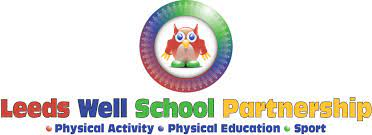 Leeds Well School Partnership
• Physical Activity • Physical Education • Sport